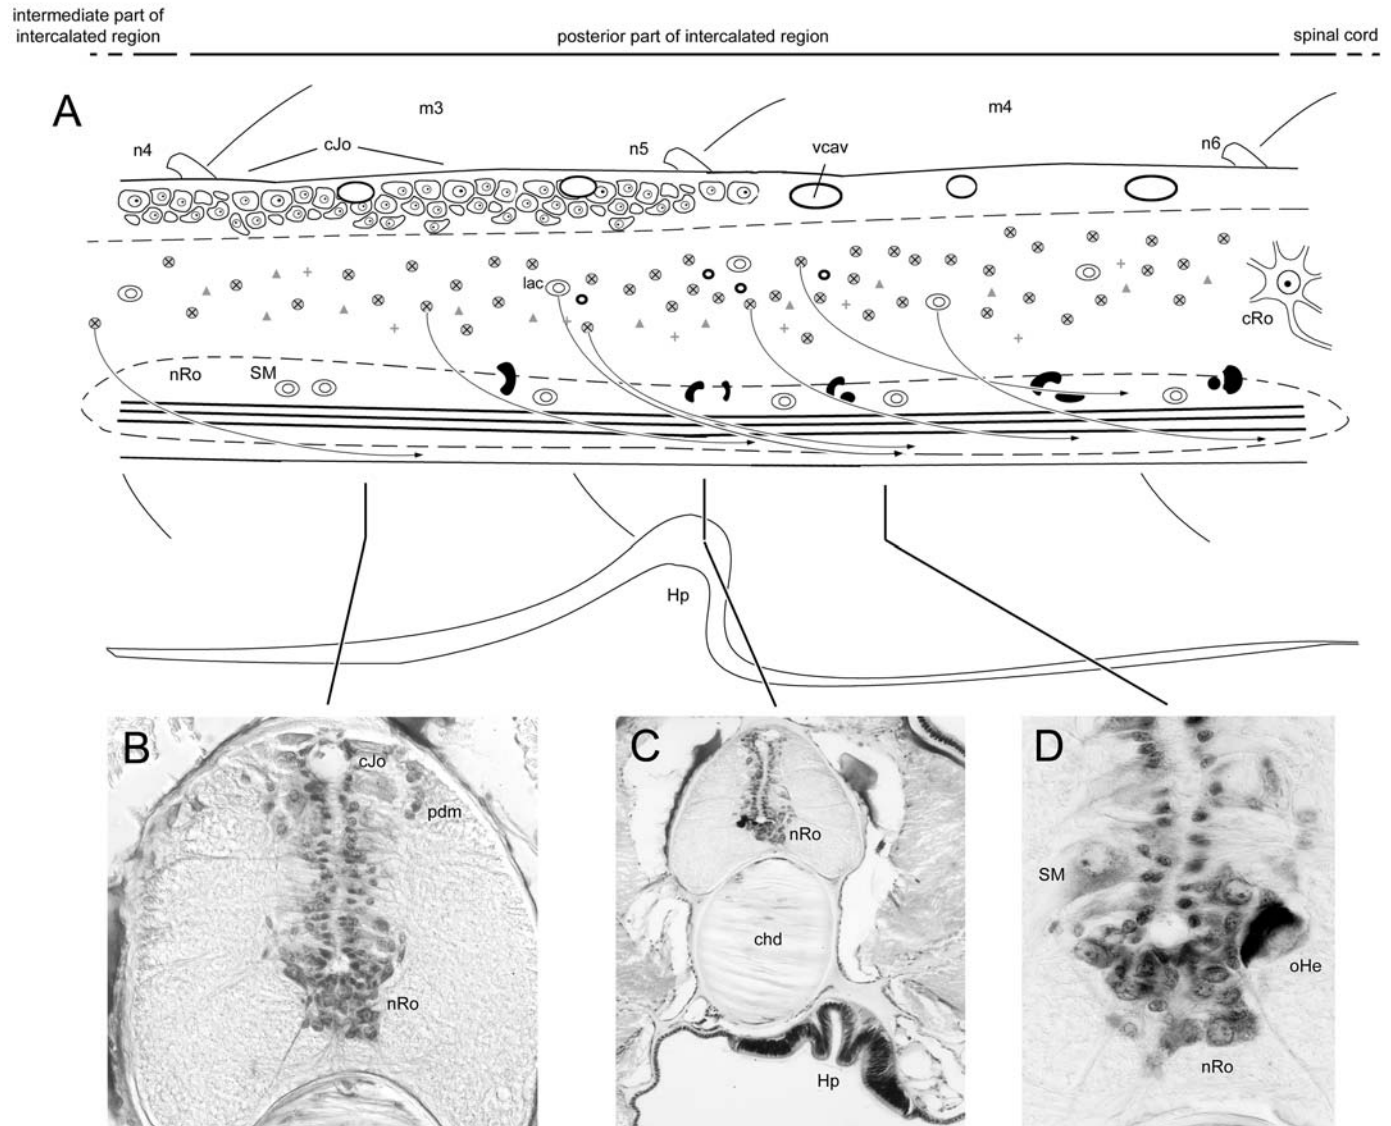 intermediate part of
intercalated region
posterior part of intercalated region
spinal cord
A
m3
m4
n4
cJo
n5
vcav
n6
lac
cRo
nRo
SM
Hp
B
cJo
pdm
nRo
C
nRo
chd
Hp
D
SM
oHe
nRo